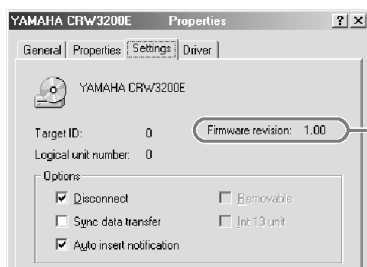 YAMAHA CRW3200E Properties ? X
General Properties Settings Driver
YAMAHA CRW3200E
Target ID: 0 Firmware revision: 1.00
Logical unit number: 0
Options
Disconnect Removable
Sync data transfer Int 13 unit
Auto insert notification